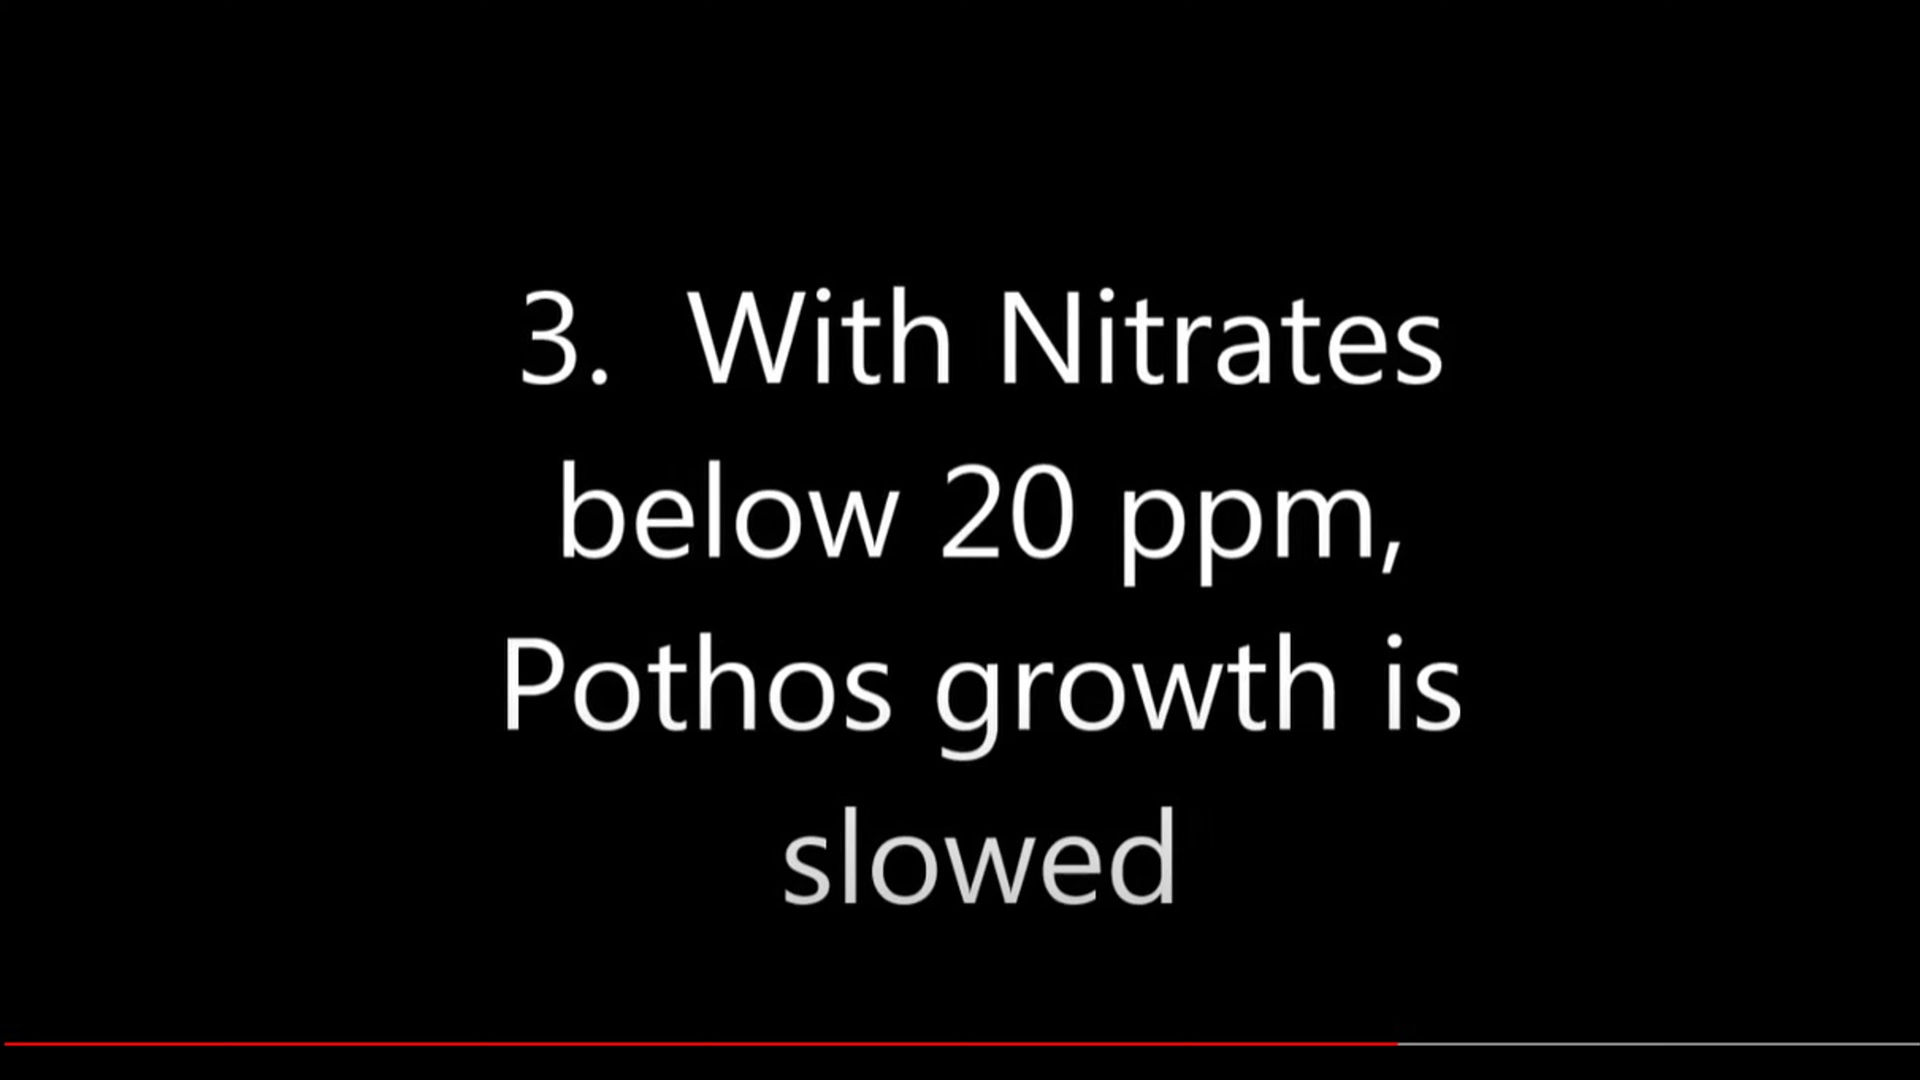 3.  With Nitrates
below 20 ppm,
Pothos growth is
slowed